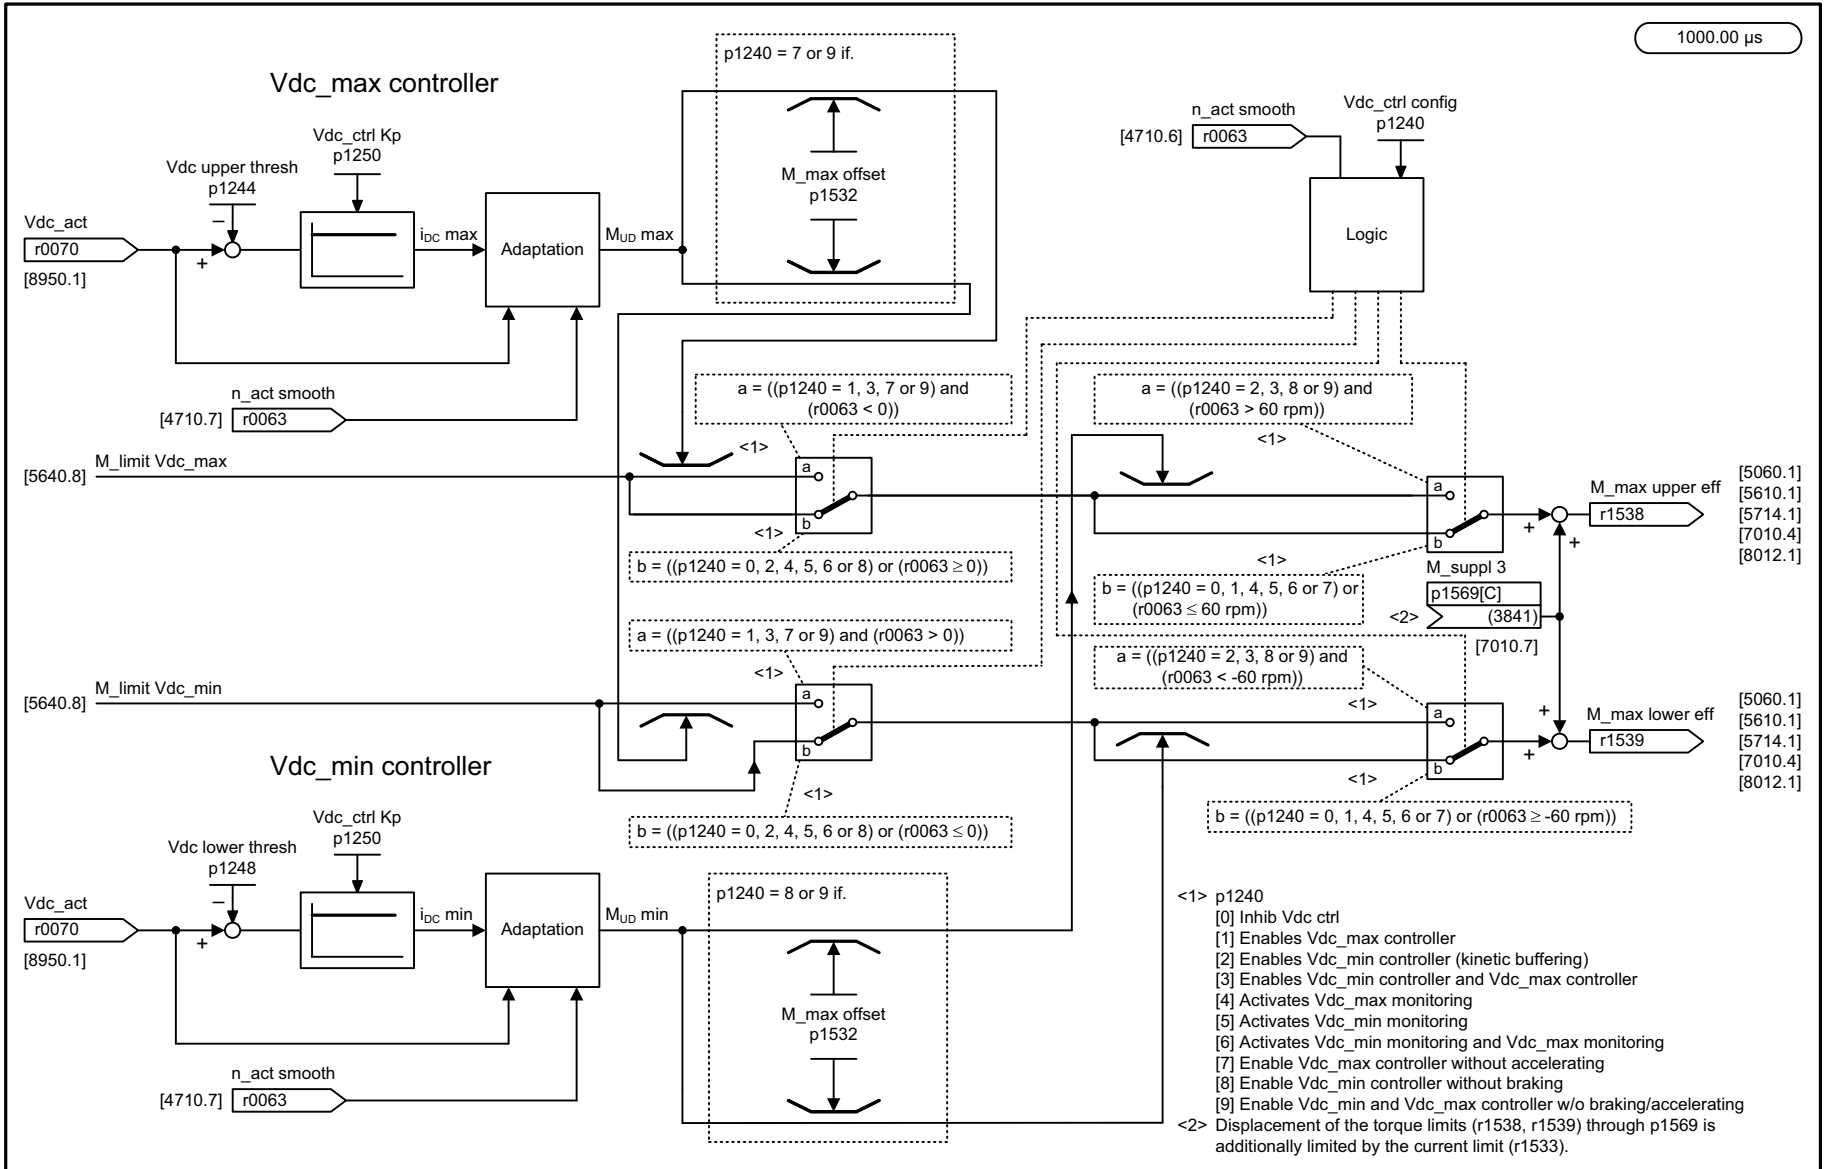 1000.00 µs
p1240 = 7 or 9 if.
Vdc_max controller
Vdc_ctrl Kp
p1250
Vdc upper thresh
p1244
–
Vdc_act
r0070
+
[8950.1]
iDC max
Adaptation
MUD max
M_max offset
p1532
n_act smooth
[4710.6]
r0063
Vdc_ctrl config
p1240
Logic
n_act smooth
[4710.7]
r0063
a = ((p1240 = 1, 3, 7 or 9) and
(r0063 < 0))
a = ((p1240 = 2, 3, 8 or 9) and
(r0063 > 60 rpm))
<1>
<1>
[5640.8]
M_limit Vdc_max
a
b
<1>
b = ((p1240 = 0, 2, 4, 5, 6 or 8) or (r0063 ≥ 0))
a
b
<1>
b = ((p1240 = 0, 1, 4, 5, 6 or 7) or
(r0063 ≤ 60 rpm))
+
+
M_max upper eff
r1538
[5060.1]
[5610.1]
[5714.1]
[7010.4]
[8012.1]
M_suppl 3
p1569[C]
<2>
(3841)
[7010.7]
a = ((p1240 = 1, 3, 7 or 9) and (r0063 > 0))
<1>
a = ((p1240 = 2, 3, 8 or 9) and
(r0063 < -60 rpm))
<1>
[5640.8]
M_limit Vdc_min
a
b
<1>
b = ((p1240 = 0, 2, 4, 5, 6 or 8) or (r0063 ≤ 0))
a
b
<1>
b = ((p1240 = 0, 1, 4, 5, 6 or 7) or (r0063 ≥ -60 rpm))
+
+
M_max lower eff
r1539
[5060.1]
[5610.1]
[5714.1]
[7010.4]
[8012.1]
Vdc_min controller
Vdc_ctrl Kp
p1250
Vdc lower thresh
p1248
–
Vdc_act
r0070
+
[8950.1]
iDC min
Adaptation
MUD min
p1240 = 8 or 9 if.
M_max offset
p1532
n_act smooth
[4710.7]
r0063
<1> p1240
[0] Inhib Vdc ctrl
[1] Enables Vdc_max controller
[2] Enables Vdc_min controller (kinetic buffering)
[3] Enables Vdc_min controller and Vdc_max controller
[4] Activates Vdc_max monitoring
[5] Activates Vdc_min monitoring
[6] Activates Vdc_min monitoring and Vdc_max monitoring
[7] Enable Vdc_max controller without accelerating
[8] Enable Vdc_min controller without braking
[9] Enable Vdc_min and Vdc_max controller w/o braking/accelerating
<2> Displacement of the torque limits (r1538, r1539) through p1569 is
additionally limited by the current limit (r1533).